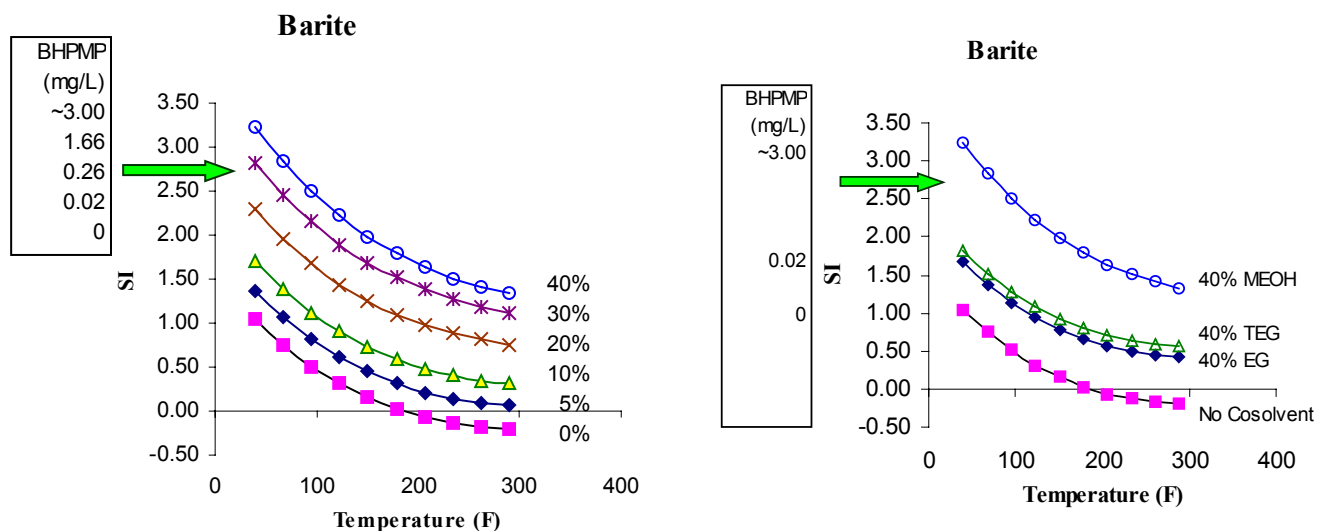 Barite
BHPMP
(mg/L)
~3.00
1.66
0.26
0.02
0
SI
3.50
3.00
2.50
2.00
1.50
1.00
0.50
0.00
-0.50
40%
30%
20%
10%
5%
0%
0 100 200 300 400
Temperature (F)
Barite
BHPMP
(mg/L)
~3.00
0.02
0
SI
3.50
3.00
2.50
2.00
1.50
1.00
0.50
0.00
-0.50
40% MEOH
40% TEG
40% EG
No Cosolvent
0 100 200 300 400
Temperature (F)